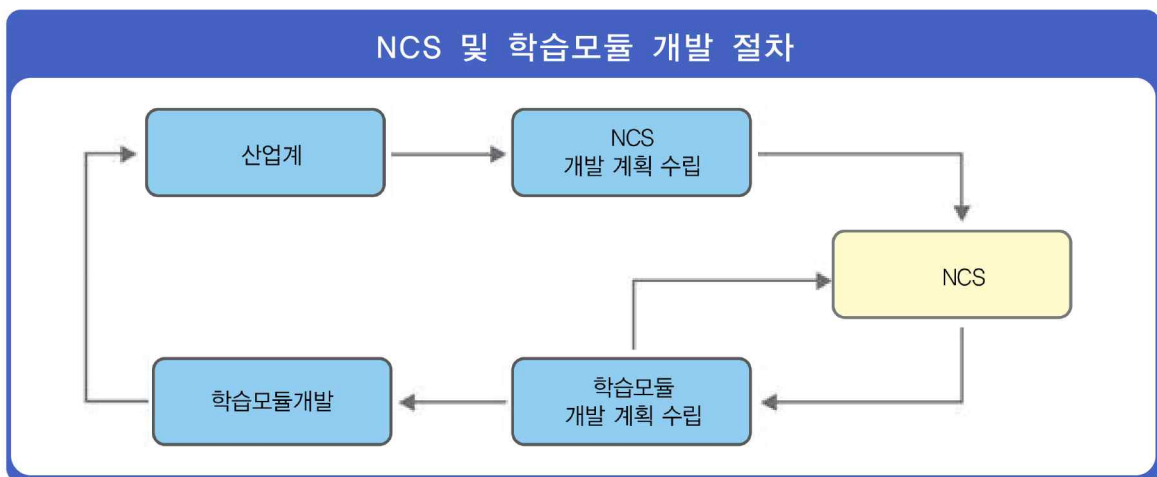 NCS 및 학습모듈 개발 절차
산업계
NCS
개발 계획 수립
NCS
학습모듈개발
학습모듈
개발 계획 수립